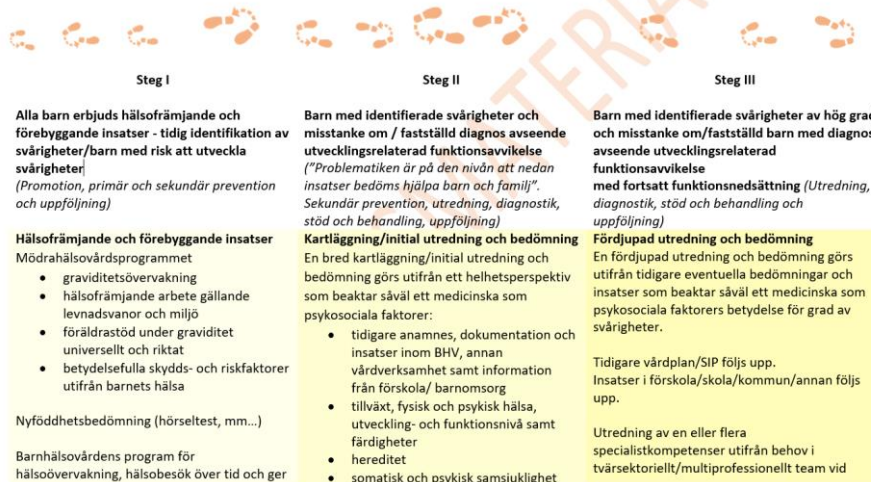 Steg I
Alla barn erbjuds hälsofrämjande och
förebyggande insatser - tidig identifikation av
svårigheter/barn med risk att utveckla
svårigheter
(Promotion, primär och sekundär prevention
och uppföljning)
Hälsofrämjande och förebyggande insatser
Mödrahälsovårdsprogrammet
• graviditetsövervakning
• hälsofrämjande arbete gällande
levnadsvanor och miljö
• föräldrastöd under graviditet
universellt och riktat
• betydelsefulla skydds- och riskfaktorer
utifrån barnets hälsa
Nyföddhetsbedömning (hörseltest, mm...)
Barnhälsovårdens program för
hälsoövervakning, hälsobesök över tid och ger
Steg II
Barn med identifierade svårigheter och
misstanke om / fastställd diagnos avseende
utvecklingsrelaterad funktionsavvikelse
("Problematiken är på den nivån att nedan
insatser bedöms hjälpa barn och familj".
Sekundär prevention, utredning, diagnostik,
stöd och behandling, uppföljning)
Kartläggning/initial utredning och bedömning
En bred kartläggning/initial utredning och
bedömning görs utifrån ett helhetsperspektiv
som beaktar såväl ett medicinska som
psykosociala faktorer:
• tidigare anamnes, dokumentation och
insatser inom BHV, annan
vårdverksamhet samt information
från förskola/ barnomsorg
• tillväxt, fysisk och psykisk hälsa,
utveckling- och funktionsnivå samt
färdigheter
• hereditet
• somatisk och psykisk samsjuklighet
Steg III
Barn med identifierade svårigheter av hög grad
och misstanke om/fastställd barn med diagnos
avseende utvecklingsrelaterad
funktionsavvikelse
med fortsatt funktionsnedsättning (Utredning,
diagnostik, stöd och behandling och
uppföljning)
Fördjupad utredning och bedömning
En fördjupad utredning och bedömning görs
utifrån tidigare eventuella bedömningar och
insatser som beaktar såväl ett medicinska som
psykosociala faktorers betydelse för grad av
svårigheter.
Tidigare vårdplan/SIP följs upp.
Insatser i förskola/skola/kommun/annan följs
upp.
Utredning av en eller flera
specialistkompetenser utifrån behov i
tvärsektoriellt/multiprofessionellt team vid